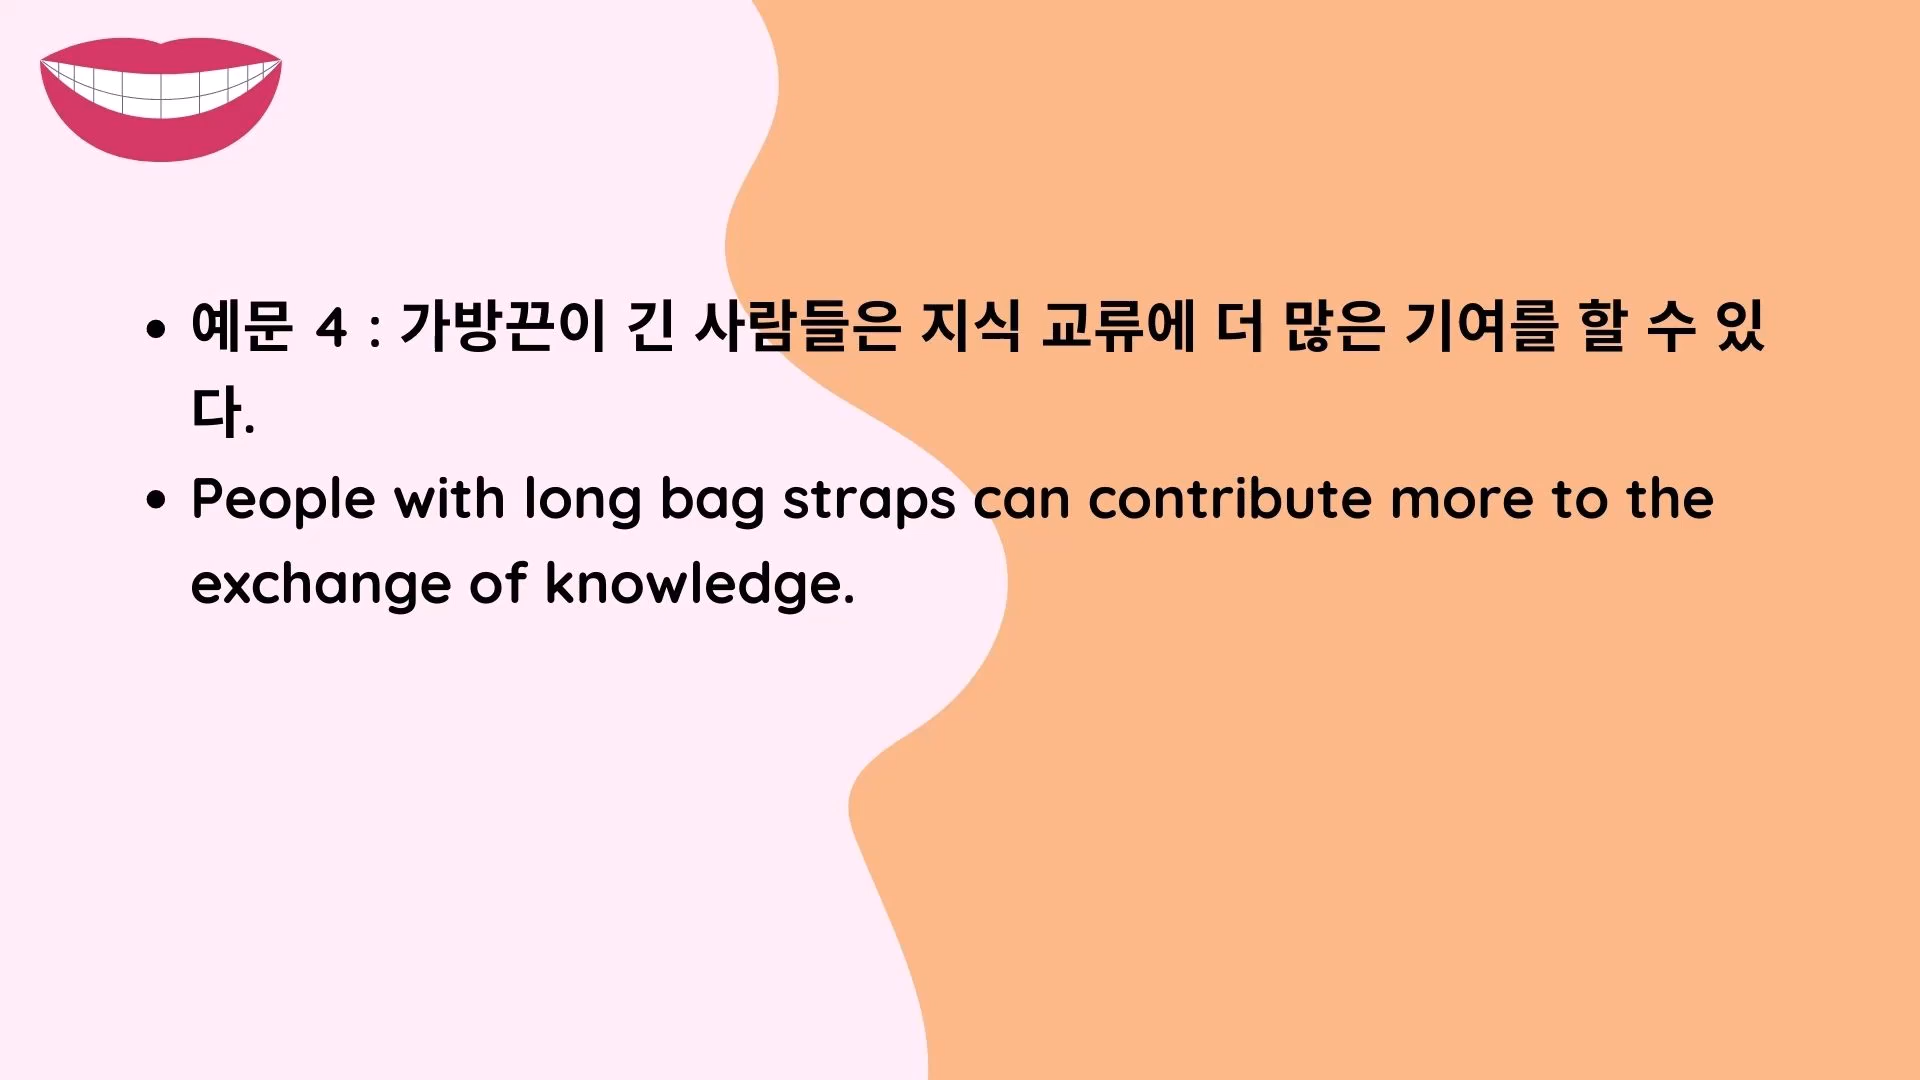 • 예문 4 : 가방끈이 긴 사람들은 지식 교류에 더 많은 기여를 할 수 있
다.
• People with long bag straps can contribute more to the
exchange of knowledge.